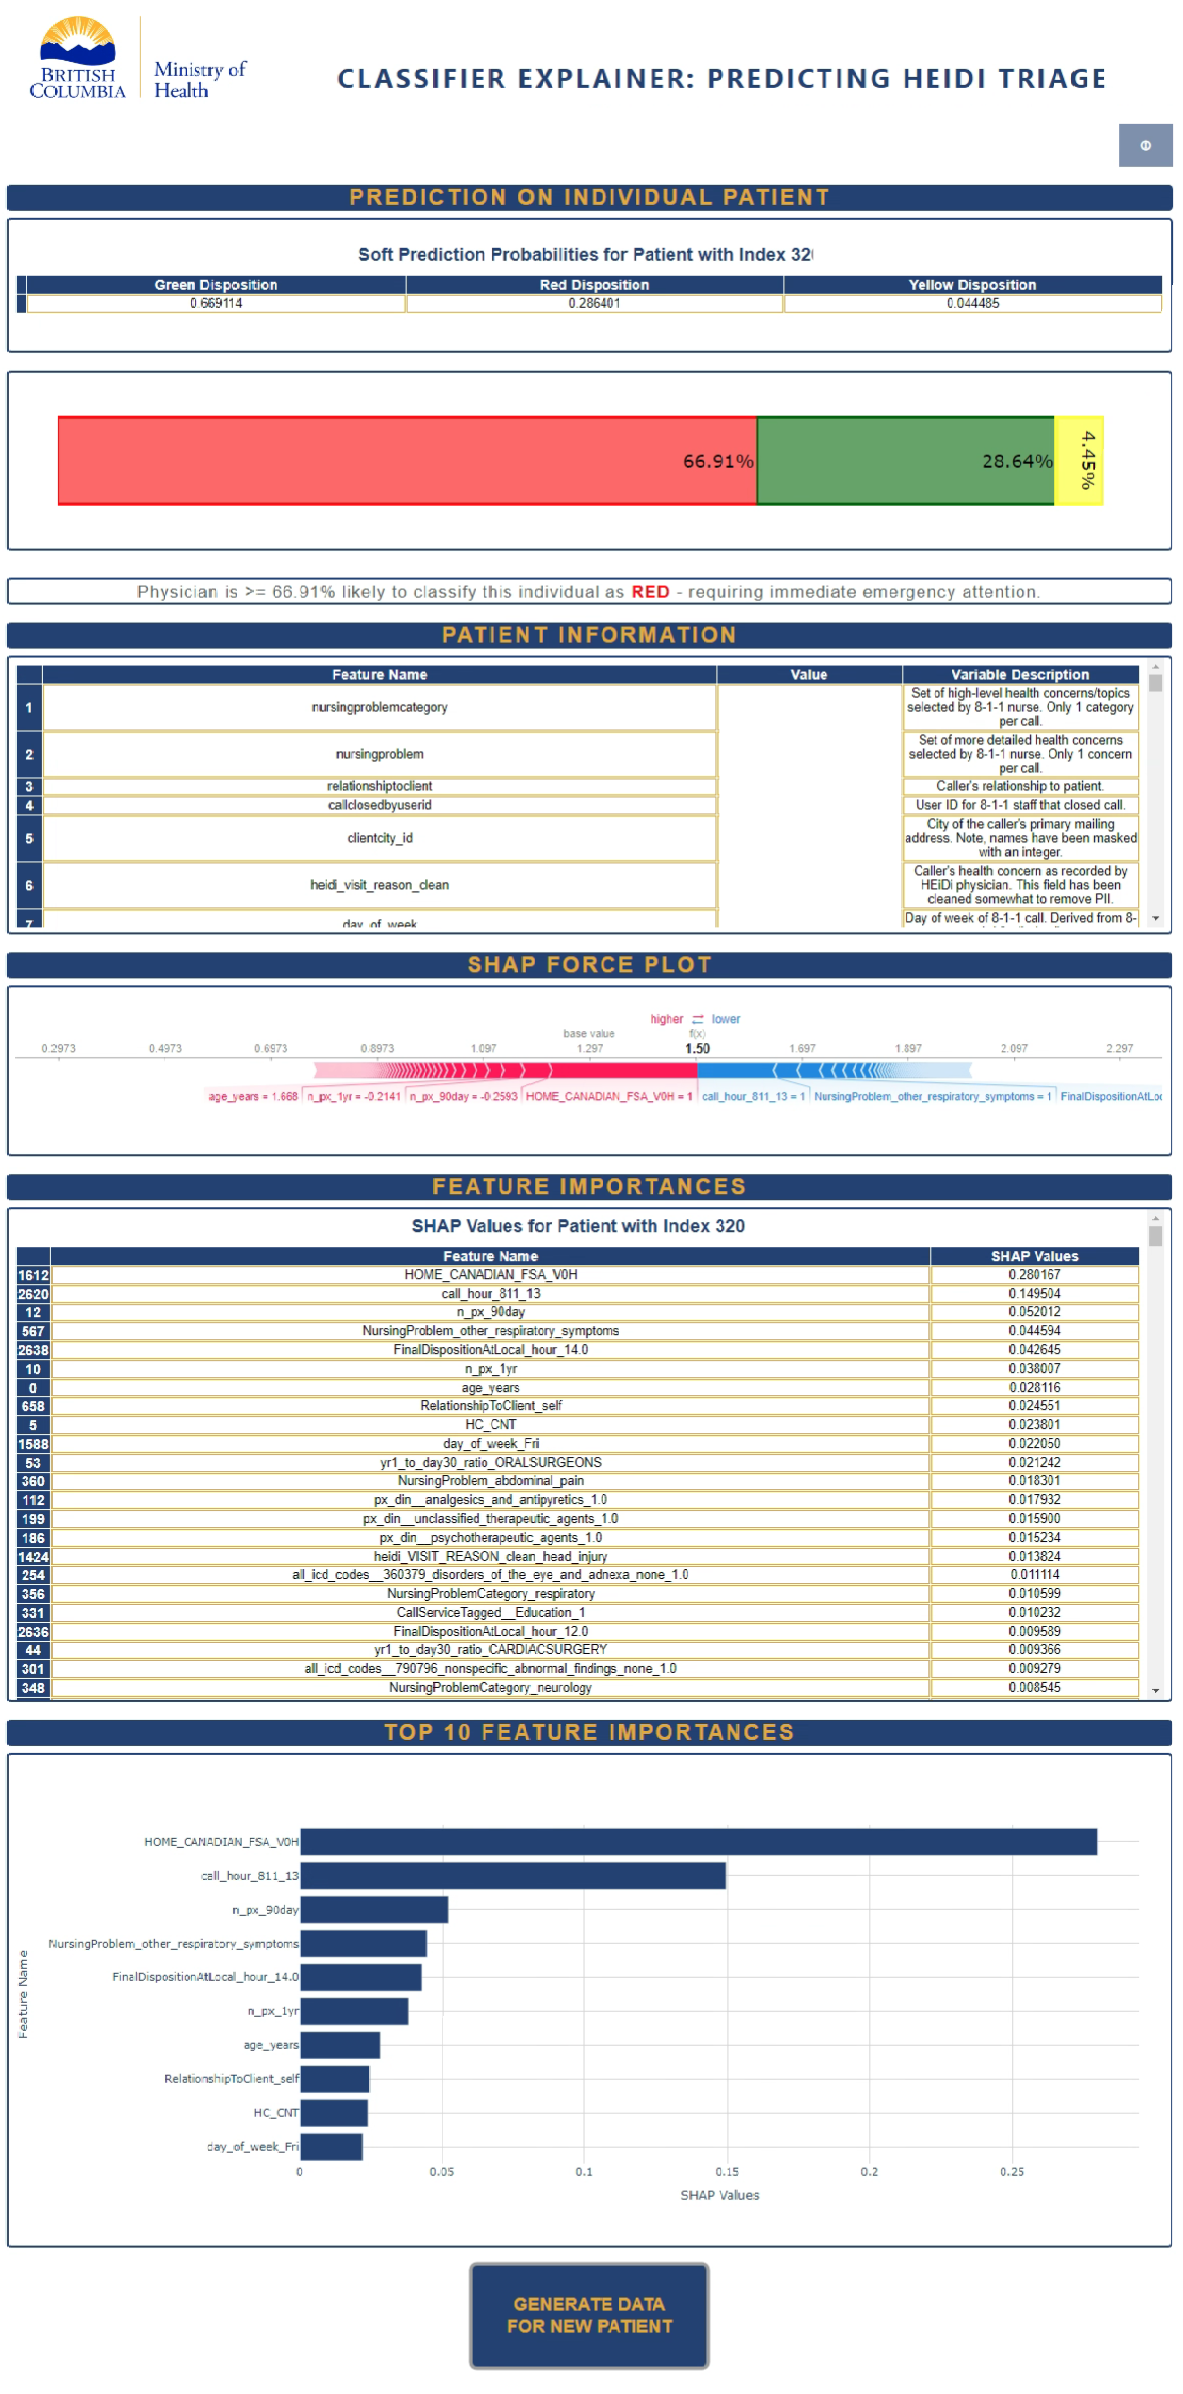 BRITISH
COLUMBIA
Ministry of
Health
CLASSIFIER EXPLAINER: PREDICTING HEIDI TRIAGE
PREDICTION ON INDIVIDUAL PATIENT
Soft Prediction Probabilities for Patient with Index 320
Green Disposition Red Disposition Yellow Disposition
0.669114 0.286401 0.044485
66.91% 28.64% 4.45%
Physician is >= 66.91% likely to classify this individual as RED - requiring immediate emergency attention.
PATIENT INFORMATION
Feature Name Value Variable Description
1 nursingproblemcategory Set of high-level health concerns/topics selected by 8-1-1 nurse. Only 1 category per call.
2 nursingproblem Set of more detailed health concerns selected by 8-1-1 nurse. Only 1 concern per call.
3 relationshiptoclient Caller's relationship to patient.
4 callclosedbyuserid User ID for 8-1-1 staff that closed call.
5 clientcity_id City of the caller's primary mailing address. Note, names have been masked with an integer.
6 heidi_visit_reason_clean Caller's health concern as recorded by HEiDi physician. This field has been cleaned somewhat to remove PII.
7 day_of_week Day of week of 8-1-1 call. Derived from 8-
SHAP FORCE PLOT
higher ⇄ lower
base value f(x)
0.2973 0.4973 0.6973 0.8973 1.097 1.297 1.50 1.697 1.897 2.097 2.297
age_years = 1.668 n_px_1yr = -0.2141 n_px_90day = -0.2593 HOME_CANADIAN_FSA_V0H = 1 call_hour_811_13 = 1 NursingProblem_other_respiratory_symptoms = 1 FinalDispositionAtLoc
FEATURE IMPORTANCES
SHAP Values for Patient with Index 320
Feature Name SHAP Values
1612 HOME_CANADIAN_FSA_V0H 0.280167
2620 call_hour_811_13 0.149504
12 n_px_90day 0.052012
567 NursingProblem_other_respiratory_symptoms 0.044594
2638 FinalDispositionAtLocal_hour_14.0 0.042645
10 n_px_1yr 0.038007
0 age_years 0.028116
658 RelationshipToClient_self 0.024551
5 HC_CNT 0.023801
1588 day_of_week_Fri 0.022050
53 yr1_to_day30_ratio_ORALSURGEONS 0.021242
360 NursingProblem_abdominal_pain 0.018301
112 px_din__analgesics_and_antipyretics_1.0 0.017932
199 px_din__unclassified_therapeutic_agents_1.0 0.015900
186 px_din__psychotherapeutic_agents_1.0 0.015234
1424 heidi_VISIT_REASON_clean_head_injury 0.013824
254 all_icd_codes__360379_disorders_of_the_eye_and_adnexa_none_1.0 0.011114
356 NursingProblemCategory_respiratory 0.010599
331 CallServiceTagged__Education_1 0.010232
2636 FinalDispositionAtLocal_hour_12.0 0.009589
44 yr1_to_day30_ratio_CARDIACSURGERY 0.009366
301 all_icd_codes__790796_nonspecific_abnormal_findings_none_1.0 0.009279
348 NursingProblemCategory_neurology 0.008545
TOP 10 FEATURE IMPORTANCES
Feature Name
HOME_CANADIAN_FSA_V0H
call_hour_811_13
n_px_90day
NursingProblem_other_respiratory_symptoms
FinalDispositionAtLocal_hour_14.0
n_px_1yr
age_years
RelationshipToClient_self
HC_CNT
day_of_week_Fri
0 0.05 0.1 0.15 0.2 0.25
SHAP Values
GENERATE DATA
FOR NEW PATIENT